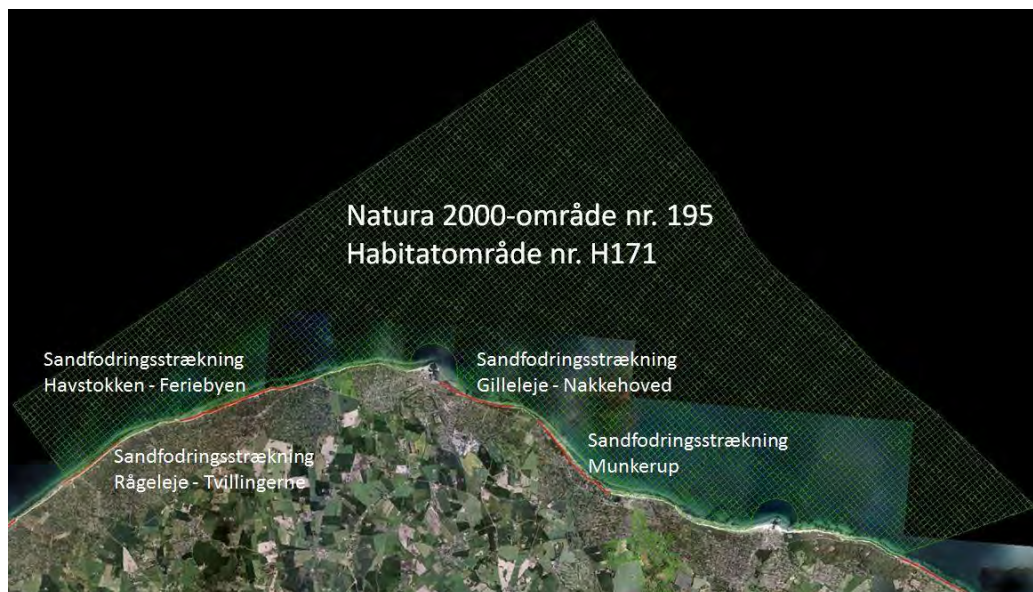 Natura 2000-område nr. 195
Habitatområde nr. H171
Sandfodringsstrækning
Havstokken - Feriebyen
Sandfodringsstrækning
Gilleleje - Nakkehoved
Sandfodringsstrækning
Munkerup
Sandfodringsstrækning
Rågeleje - Tvillingerne